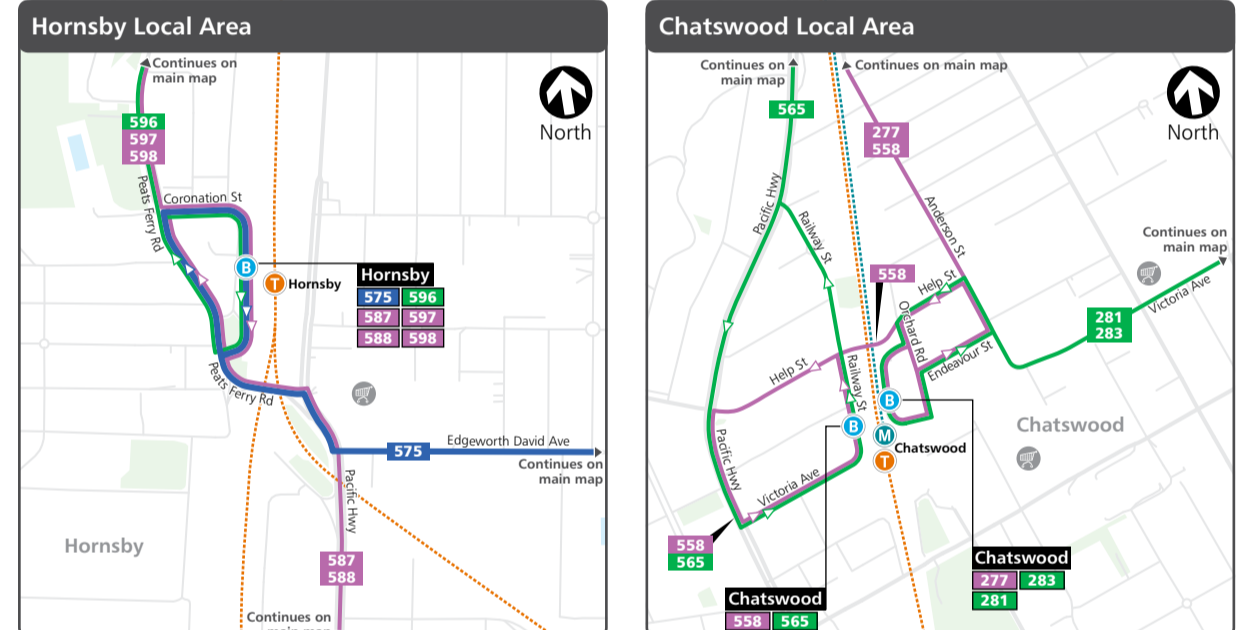 Hornsby Local Area
Continues on
main map
North
596
597
598
Peats Ferry Rd
Coronation St
B
T
Hornsby
Hornsby
575 596
587 597
588 598
Peats Ferry Rd
Edgeworth David Ave
575
Continues on
main map
Pacific Hwy
Hornsby
587
588
Continues on
main map
Chatswood Local Area
Continues on
main map
Continues on main map
North
565
277
558
Pacific Hwy
Railway St
Anderson St
Continues on
main map
Victoria Ave
281
283
558
Help St
Orchard Rd
Endeavour St
Help St
Railway St
B
B
M
T
Chatswood
Chatswood
Pacific Hwy
Victoria Ave
558
565
Chatswood
277 283
281
Chatswood
558 565